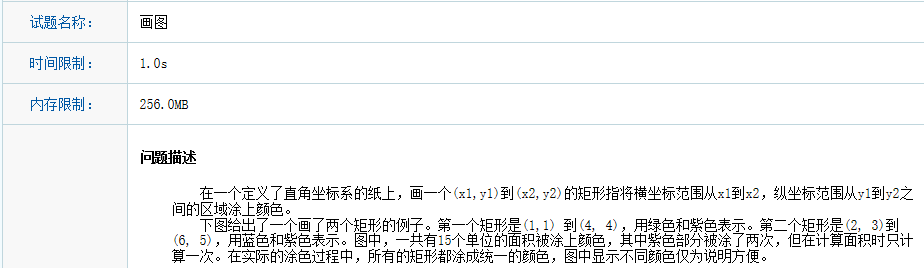 试题名称： 画图
时间限制： 1.0s
内存限制： 256.0MB
问题描述
在一个定义了直角坐标系的纸上，画一个(x1,y1)到(x2,y2)的矩形指将横坐标范围从x1到x2，纵坐标范围从y1到y2之
间的区域涂上颜色。
下图给出了一个画了两个矩形的例子。第一个矩形是(1,1) 到(4, 4)，用绿色和紫色表示。第二个矩形是(2, 3)到
(6, 5)，用蓝色和紫色表示。图中，一共有15个单位的面积被涂上颜色，其中紫色部分被涂了两次，但在计算面积时只计
算一次。在实际的涂色过程中，所有的矩形都涂成统一的颜色，图中显示不同颜色仅为说明方便。